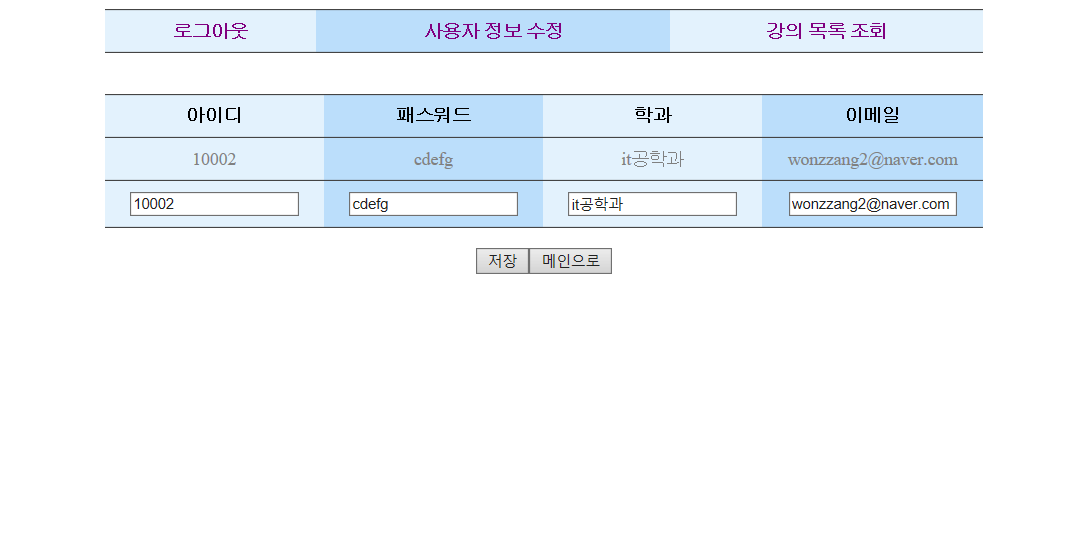 로그아웃 사용자 정보 수정 강의 목록 조회
아이디 패스워드 학과 이메일
10002 cdefg it공학과 wonzzang2@naver.com
10002 cdefg it공학과 wonzzang2@naver.com
저장 메인으로